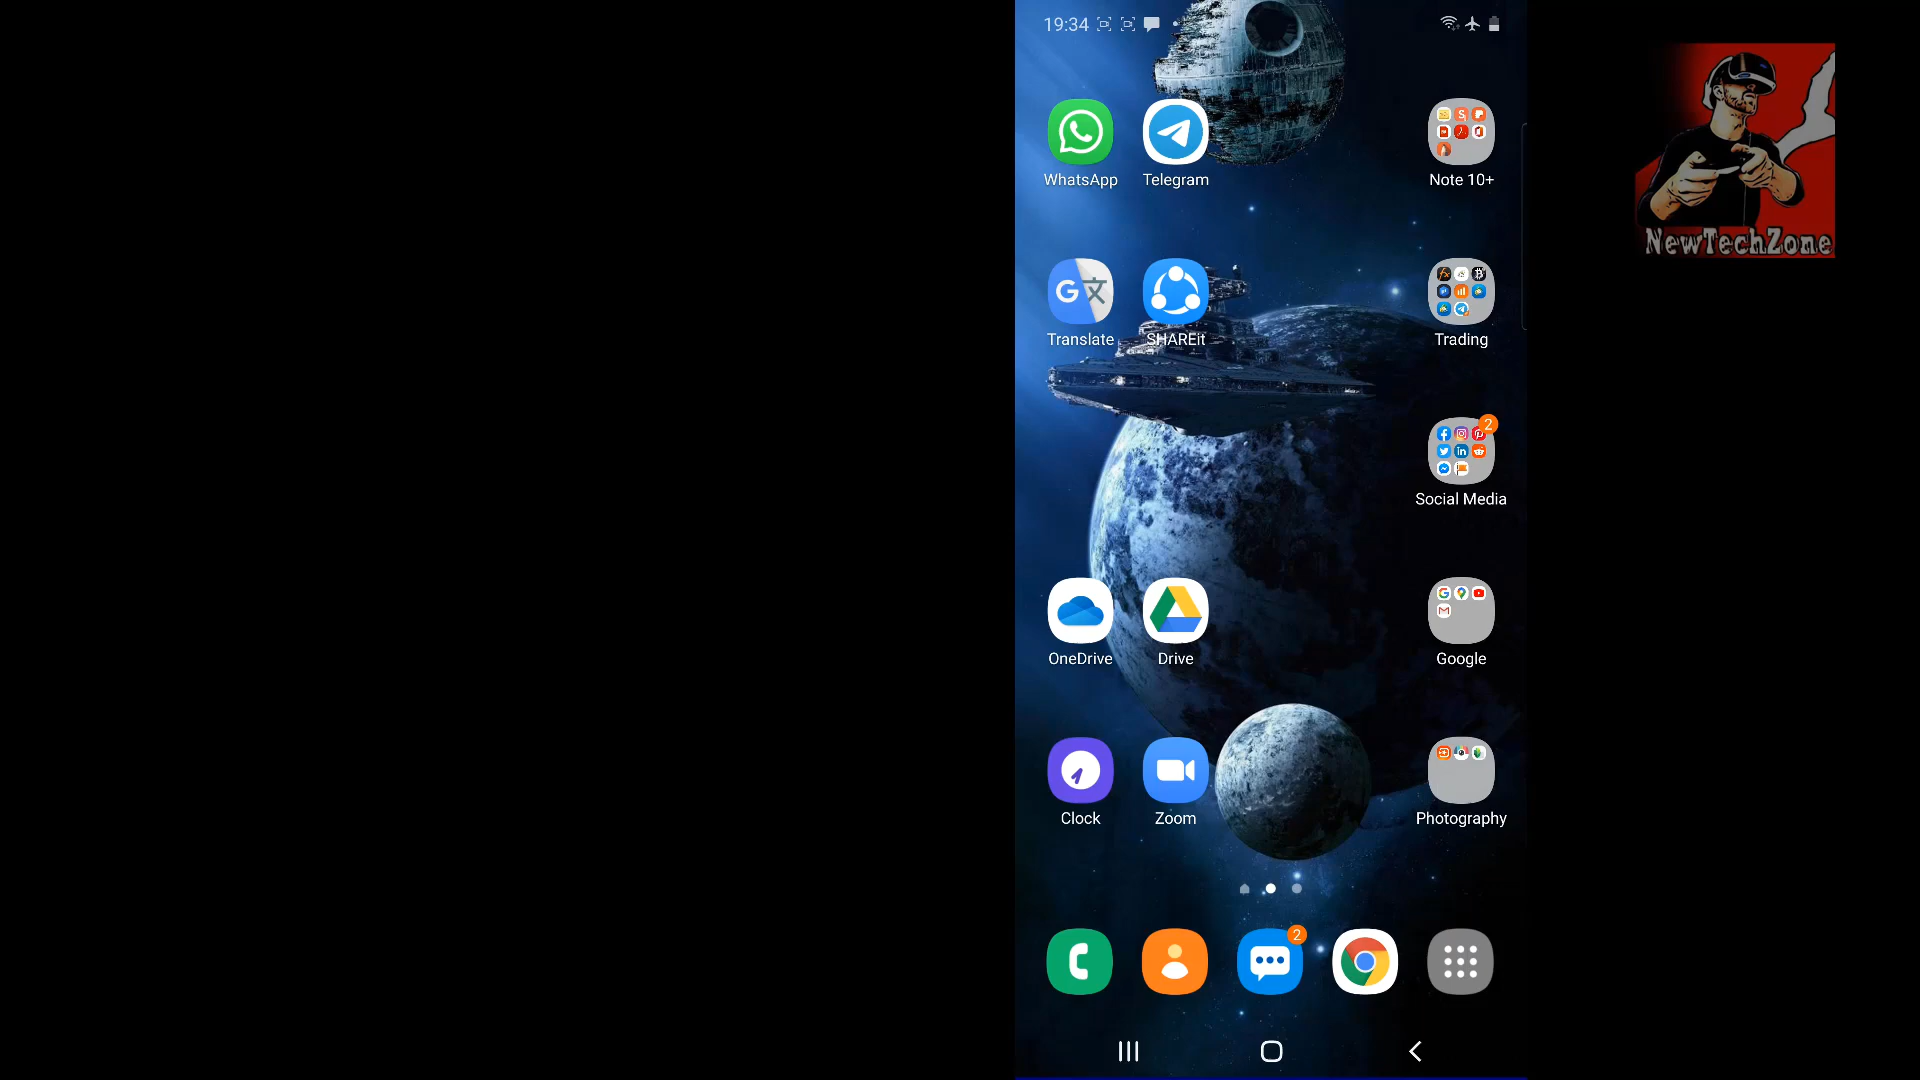 19:34
WhatsApp
Telegram
Note 10+
Translate
SHAREit
Trading
2
Social Media
OneDrive
Drive
Google
Clock
Zoom
Photography
2
NewTechZone